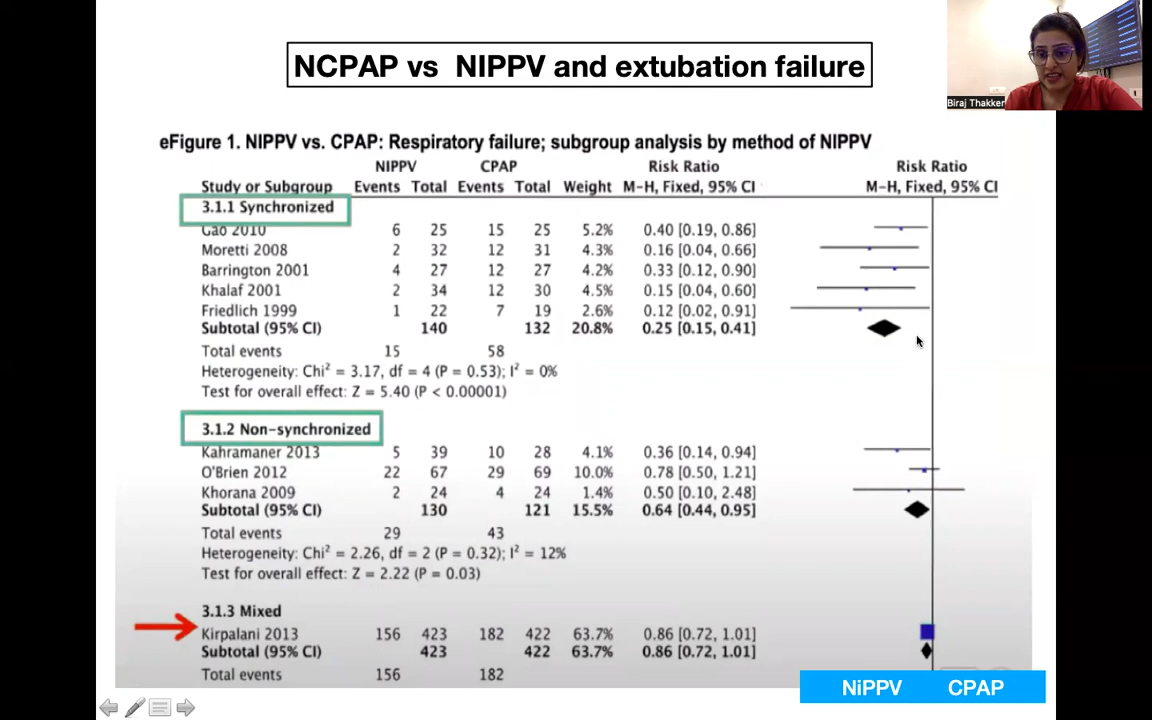 NCPAP vs NIPPV and extubation failure
Biraj Thakker
eFigure 1. NIPPV vs. CPAP: Respiratory failure; subgroup analysis by method of NIPPV
NIPPV CPAP Risk Ratio Risk Ratio
Study or Subgroup Events Total Events Total Weight M-H, Fixed, 95% CI M-H, Fixed, 95% CI
3.1.1 Synchronized
Gao 2010 6 25 15 25 5.2% 0.40 [0.19, 0.86]
Moretti 2008 2 32 12 31 4.3% 0.16 [0.04, 0.66]
Barrington 2001 4 27 12 27 4.2% 0.33 [0.12, 0.90]
Khalaf 2001 2 34 12 30 4.5% 0.15 [0.04, 0.60]
Friedlich 1999 1 22 7 19 2.6% 0.12 [0.02, 0.91]
Subtotal (95% CI) 140 132 20.8% 0.25 [0.15, 0.41]
Total events 15 58
Heterogeneity: Chi² = 3.17, df = 4 (P = 0.53); I² = 0%
Test for overall effect: Z = 5.40 (P < 0.00001)
3.1.2 Non-synchronized
Kahramaner 2013 5 39 10 28 4.1% 0.36 [0.14, 0.94]
O'Brien 2012 22 67 29 69 10.0% 0.78 [0.50, 1.21]
Khorana 2009 2 24 4 24 1.4% 0.50 [0.10, 2.48]
Subtotal (95% CI) 130 121 15.5% 0.64 [0.44, 0.95]
Total events 29 43
Heterogeneity: Chi² = 2.26, df = 2 (P = 0.32); I² = 12%
Test for overall effect: Z = 2.22 (P = 0.03)
3.1.3 Mixed
Kirpalani 2013 156 423 182 422 63.7% 0.86 [0.72, 1.01]
Subtotal (95% CI) 423 422 63.7% 0.86 [0.72, 1.01]
Total events 156 182
NiPPV CPAP